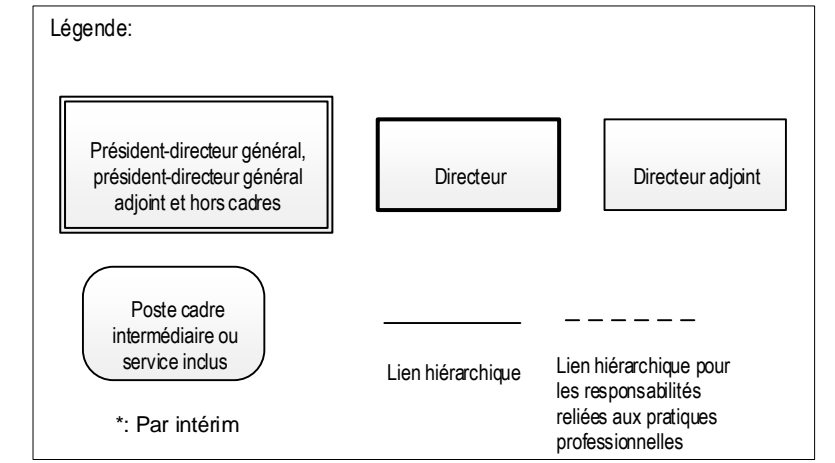 Légende:
Président-directeur général,
président-directeur général
adjoint et hors cadres
Directeur
Directeur adjoint
Poste cadre
intermédiaire ou
service inclus
Lien hiérarchique
Lien hiérarchique pour
les responsabilités
reliées aux pratiques
professionnelles
*: Par intérim